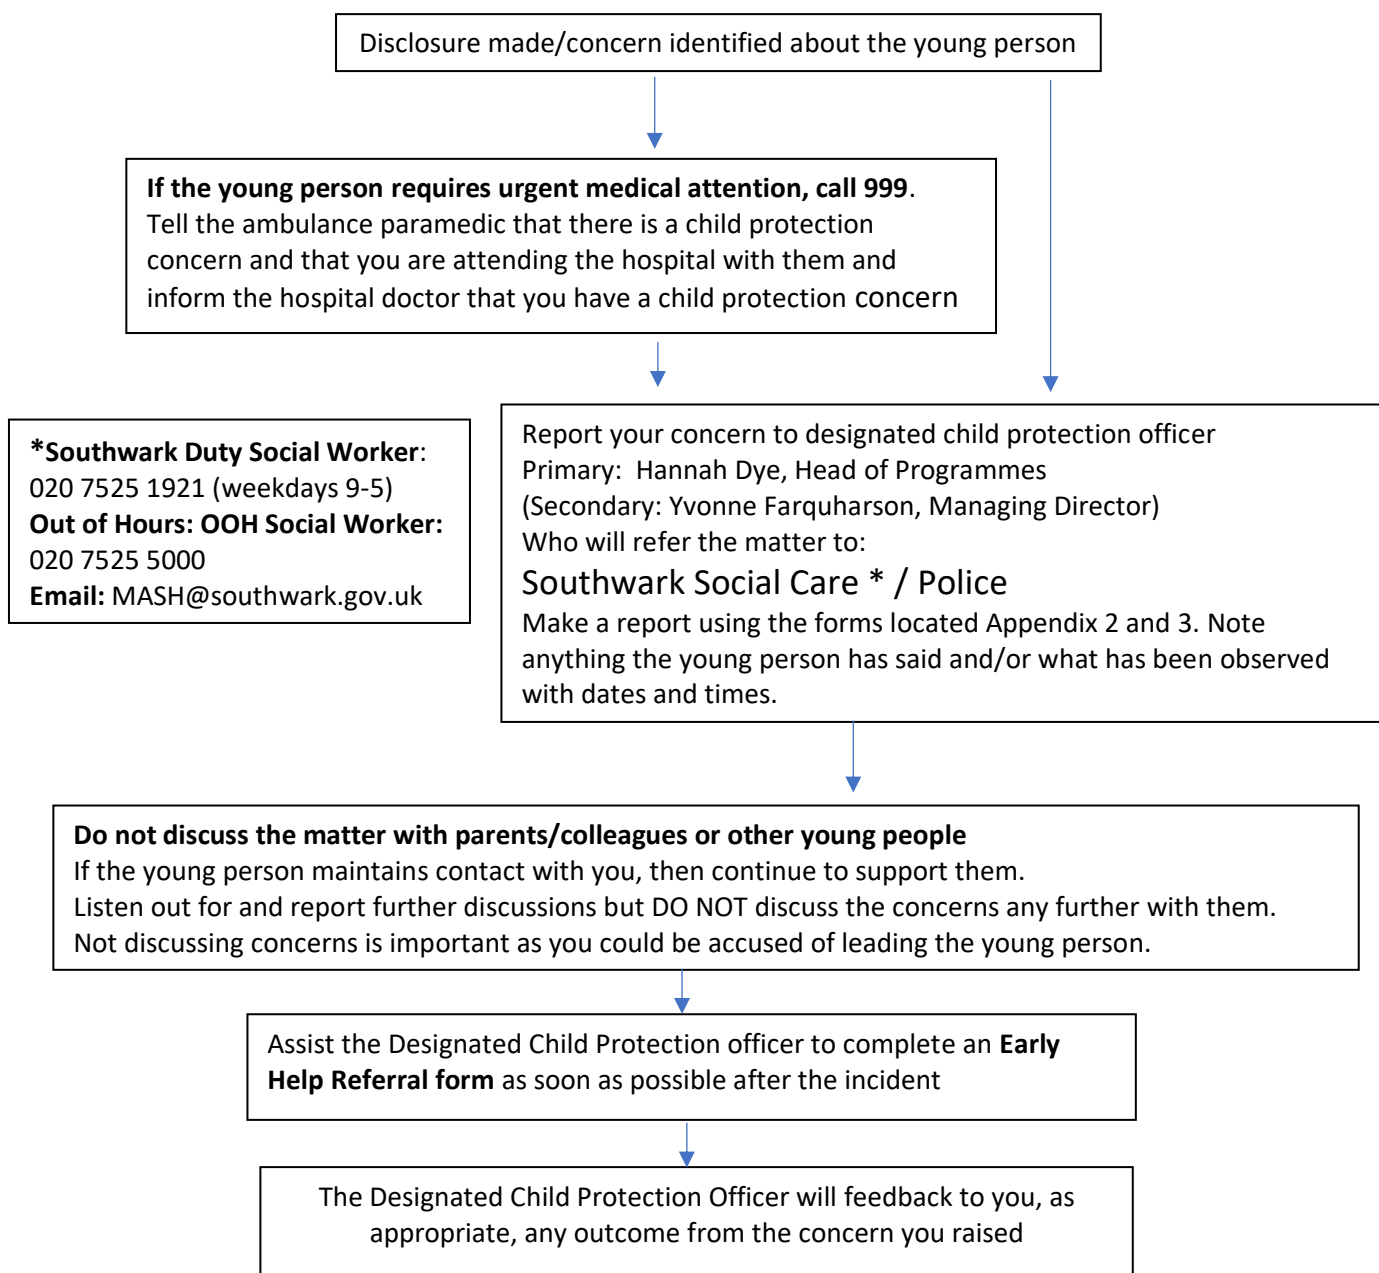 Disclosure made/concern identified about the young person
If the young person requires urgent medical attention, call 999.
Tell the ambulance paramedic that there is a child protection
concern and that you are attending the hospital with them and
inform the hospital doctor that you have a child protection concern
*Southwark Duty Social Worker:
020 7525 1921 (weekdays 9-5)
Out of Hours: OOH Social Worker:
020 7525 5000
Email: MASH@southwark.gov.uk
Report your concern to designated child protection officer
Primary: Hannah Dye, Head of Programmes
(Secondary: Yvonne Farquharson, Managing Director)
Who will refer the matter to:
Southwark Social Care * / Police
Make a report using the forms located Appendix 2 and 3. Note
anything the young person has said and/or what has been observed
with dates and times.
Do not discuss the matter with parents/colleagues or other young people
If the young person maintains contact with you, then continue to support them.
Listen out for and report further discussions but DO NOT discuss the concerns any further with them.
Not discussing concerns is important as you could be accused of leading the young person.
Assist the Designated Child Protection officer to complete an Early
Help Referral form as soon as possible after the incident
The Designated Child Protection Officer will feedback to you, as
appropriate, any outcome from the concern you raised